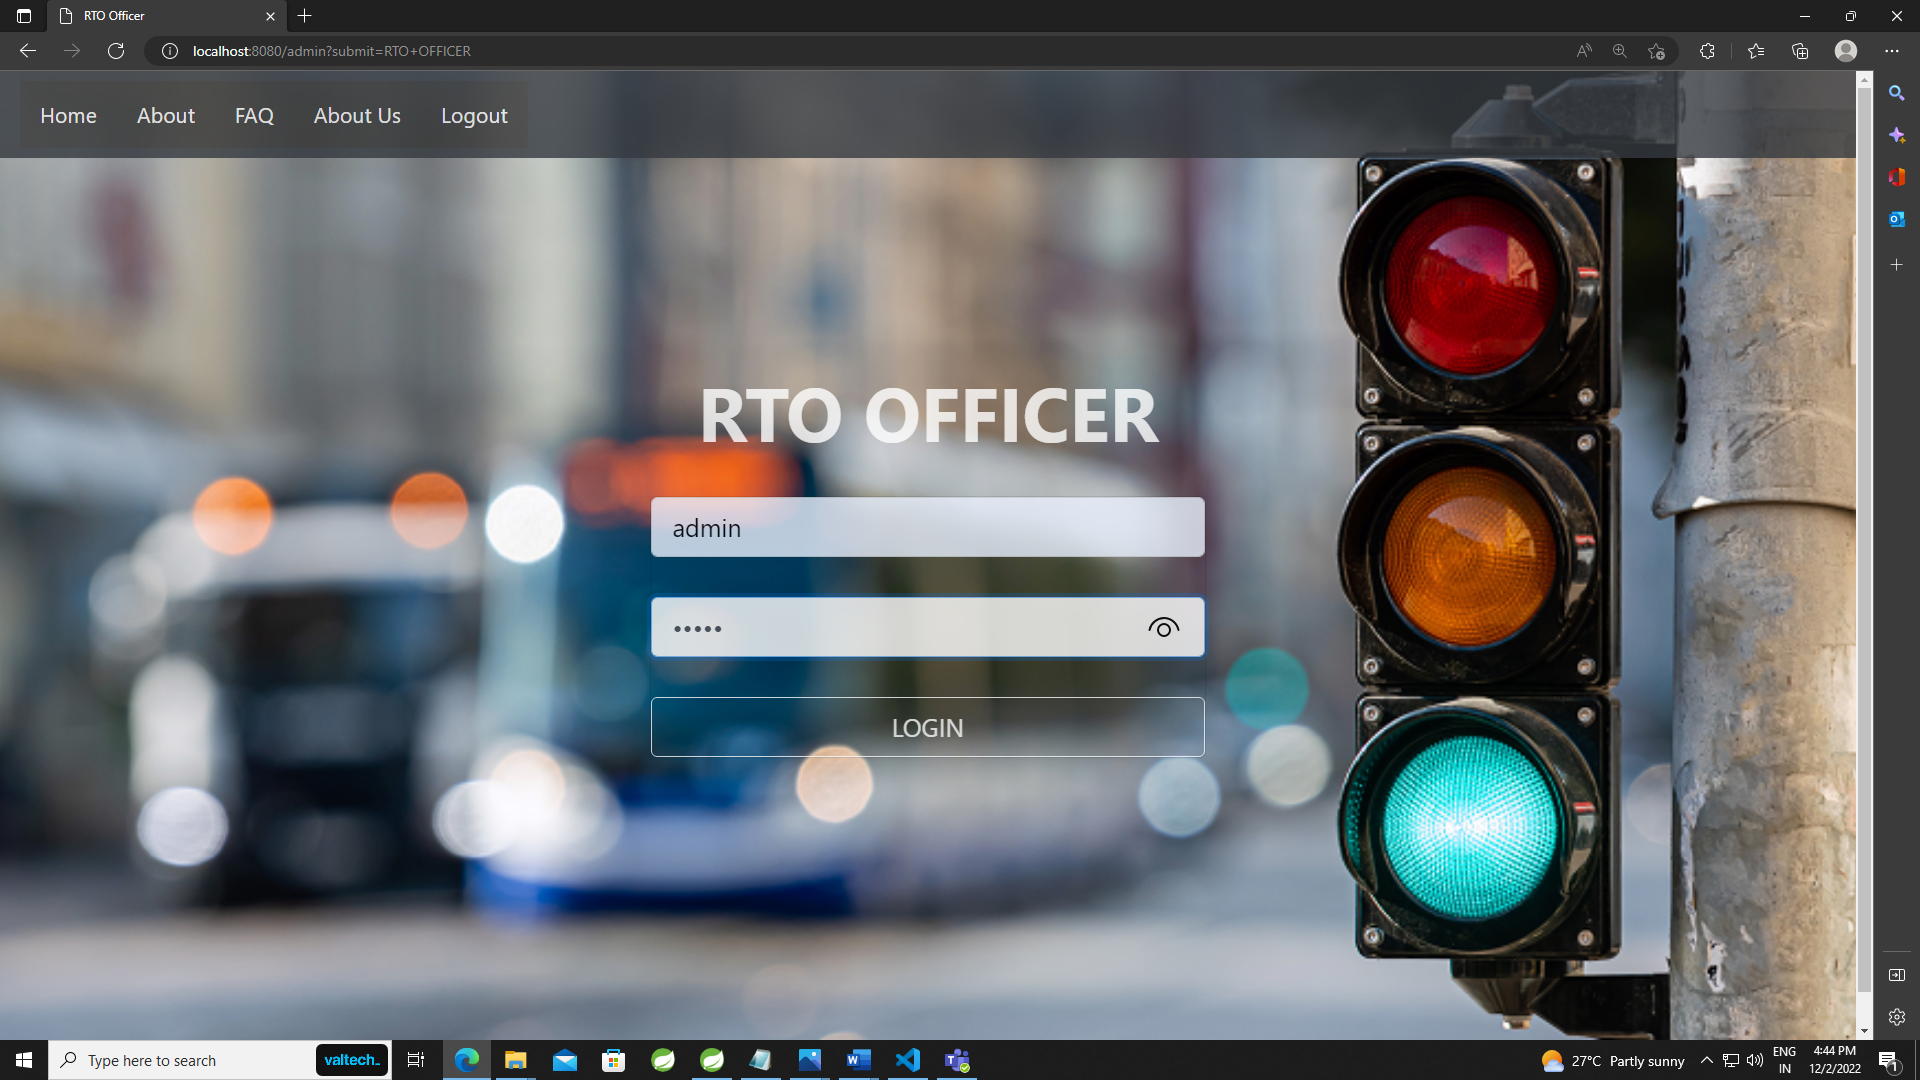 RTO Officer
localhost:8080/admin?submit=RTO+OFFICER
Home About FAQ About Us Logout
RTO OFFICER
admin
•••••
LOGIN
Type here to search
valtech_
27°C Partly sunny
ENG
IN
4:44 PM
12/2/2022
1